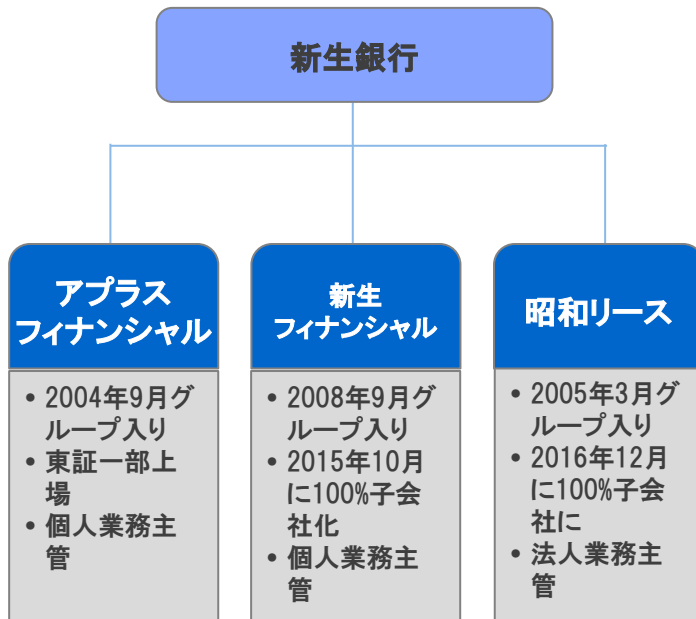 新生銀行
アプラス
フィナンシャル
• 2004年9月グ
ループ入り
• 東証一部上
場
• 個人業務主
管
新生
フィナンシャル
• 2008年9月グ
ループ入り
• 2015年10月
に100%子会
社化
• 個人業務主
管
昭和リース
• 2005年3月グ
ループ入り
• 2016年12月
に100%子会
社に
• 法人業務主
管